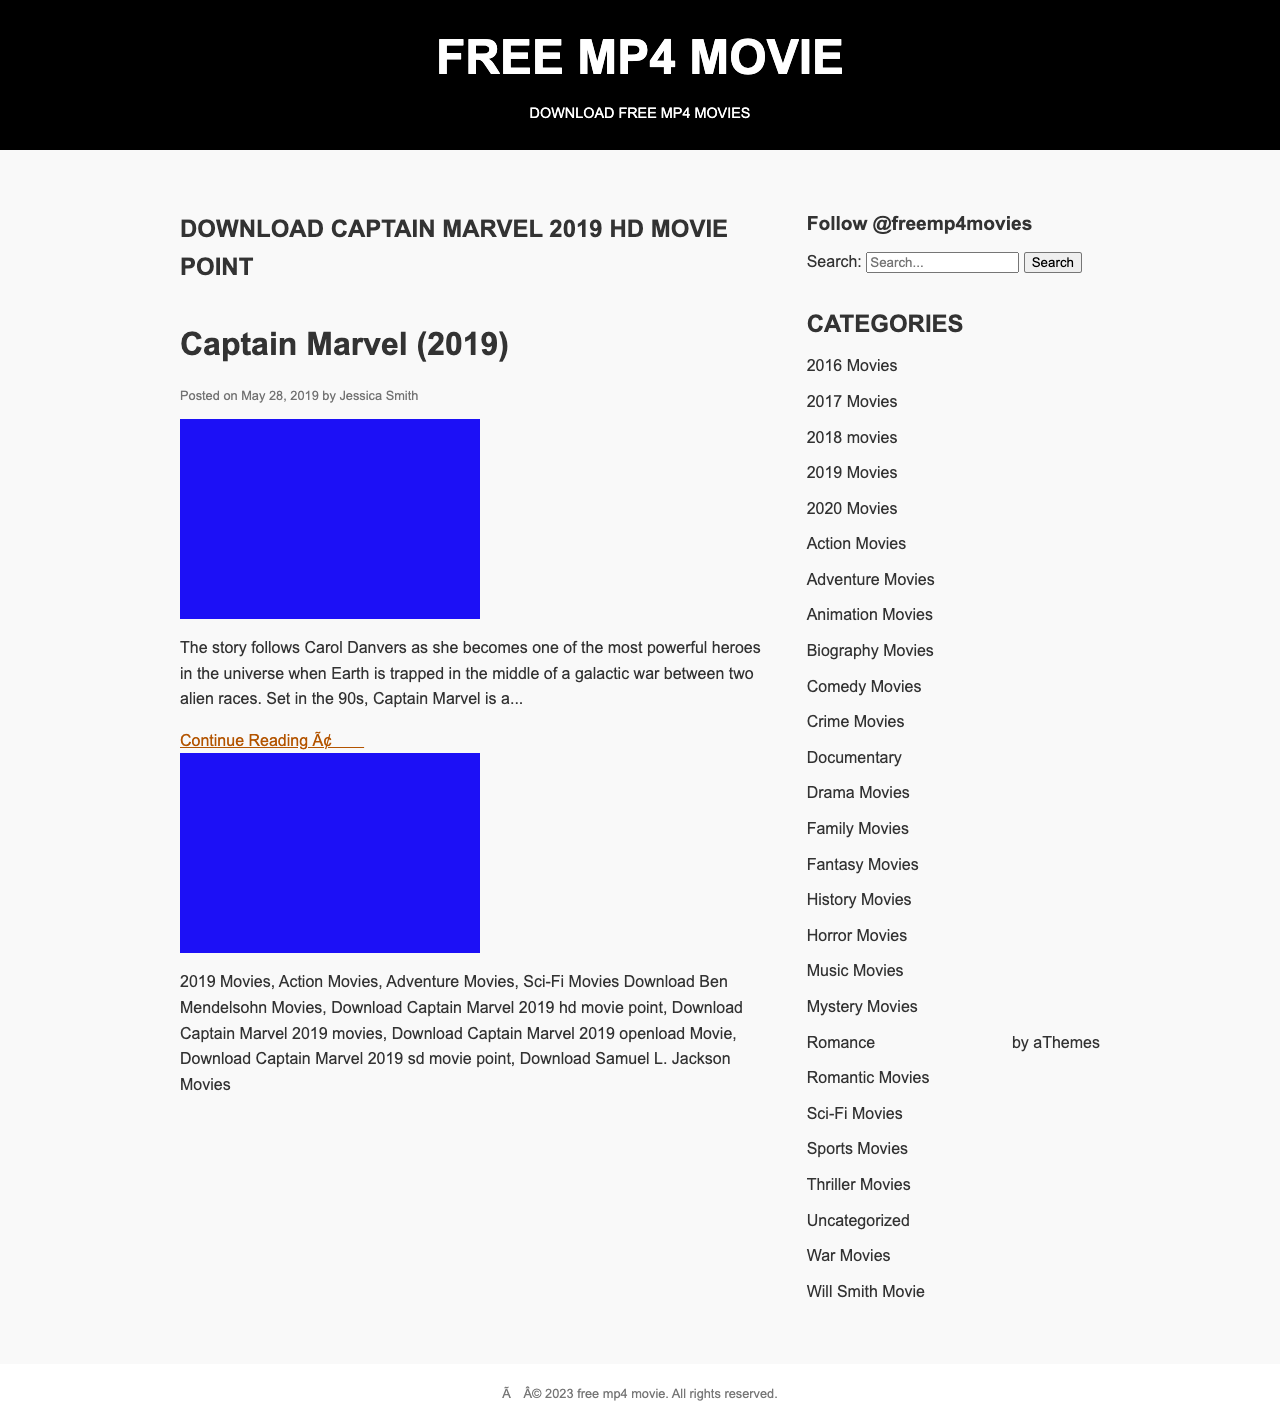 FREE MP4 MOVIE
DOWNLOAD FREE MP4 MOVIES
DOWNLOAD CAPTAIN MARVEL 2019 HD MOVIE
POINT
Captain Marvel (2019)
Posted on May 28, 2019 by Jessica Smith
The story follows Carol Danvers as she becomes one of the most powerful heroes
in the universe when Earth is trapped in the middle of a galactic war between two
alien races. Set in the 90s, Captain Marvel is a...
Continue Reading Ã¢
2019 Movies, Action Movies, Adventure Movies, Sci-Fi Movies Download Ben
Mendelsohn Movies, Download Captain Marvel 2019 hd movie point, Download
Captain Marvel 2019 movies, Download Captain Marvel 2019 openload Movie,
Download Captain Marvel 2019 sd movie point, Download Samuel L. Jackson
Movies
Follow @freemp4movies
Search: Search... Search
CATEGORIES
2016 Movies
2017 Movies
2018 movies
2019 Movies
2020 Movies
Action Movies
Adventure Movies
Animation Movies
Biography Movies
Comedy Movies
Crime Movies
Documentary
Drama Movies
Family Movies
Fantasy Movies
History Movies
Horror Movies
Music Movies
Mystery Movies
Romance by aThemes
Romantic Movies
Sci-Fi Movies
Sports Movies
Thriller Movies
Uncategorized
War Movies
Will Smith Movie
Ã Â© 2023 free mp4 movie. All rights reserved.